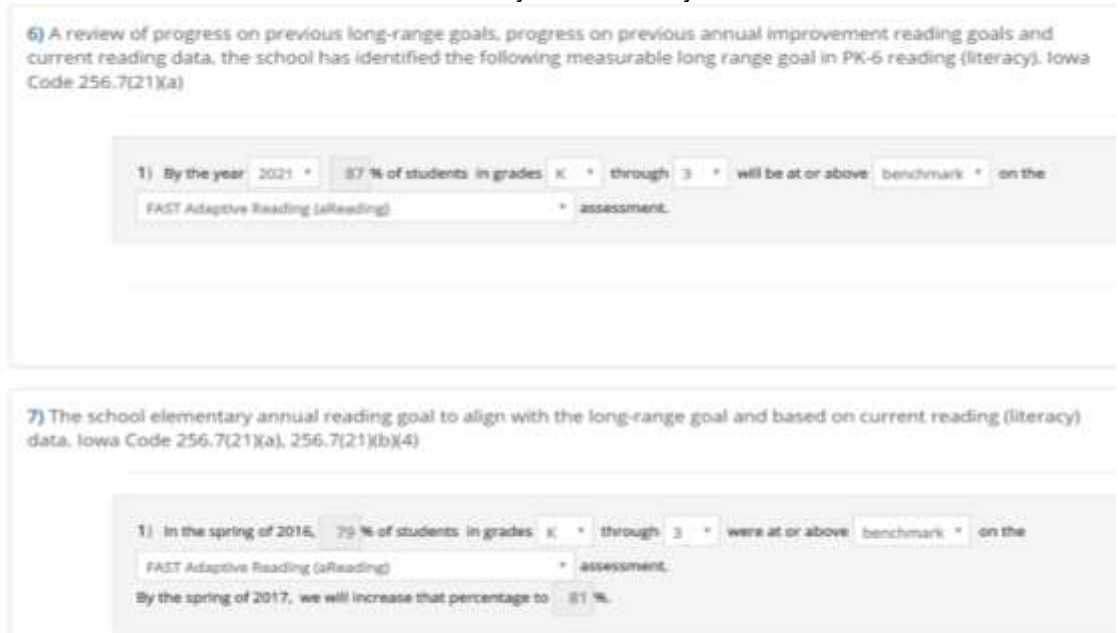 6) A review of progress on previous long-range goals, progress on previous annual improvement reading goals and
current reading data, the school has identified the following measurable long range goal in PK-6 reading (literacy). Iowa
Code 256.7(21)(a)
1) By the year 2021 87 % of students in grades K through 3 will be at or above benchmark on the
FAST Adaptive Reading (aReading) assessment.
7) The school elementary annual reading goal to align with the long-range goal and based on current reading (literacy)
data. Iowa Code 256.7(21)(a), 256.7(21)(b)(4)
1) In the spring of 2016, 79 % of students in grades K through 3 were at or above benchmark on the
FAST Adaptive Reading (aReading) assessment.
By the spring of 2017, we will increase that percentage to 81 %.